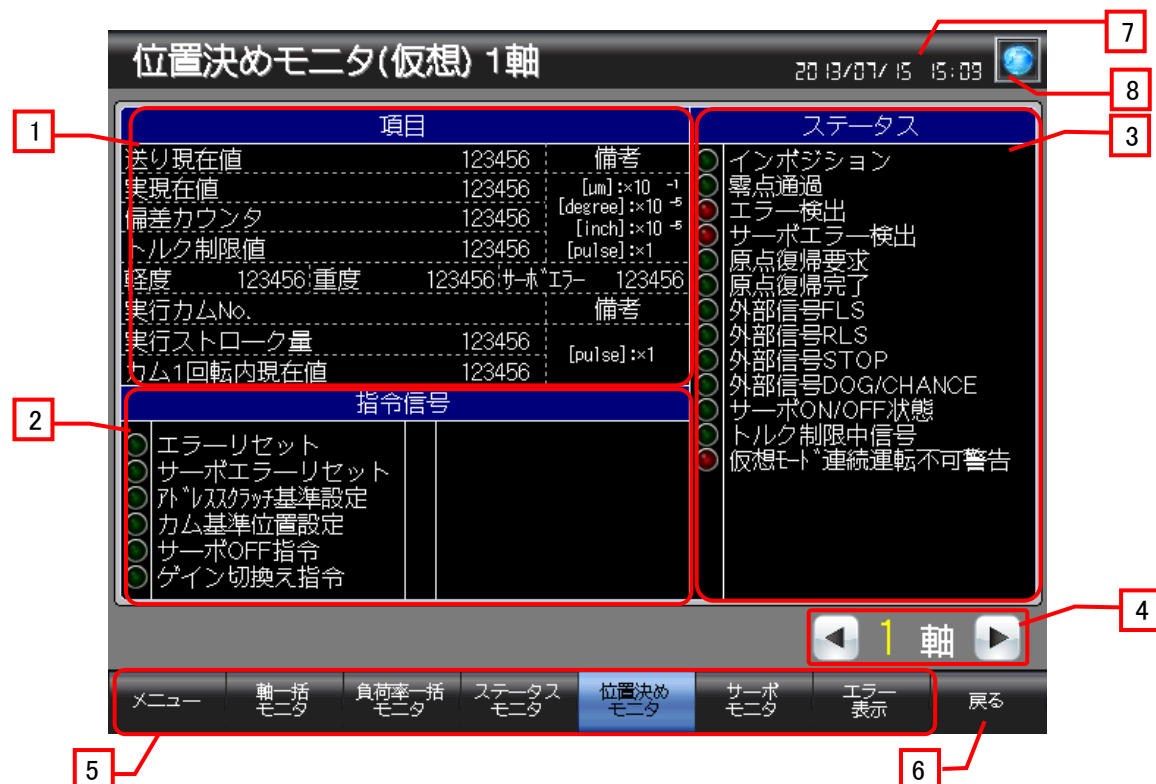 位置決めモニタ(仮想) 1軸
2013/07/15 15:09
7
8
1
項目
送り現在値 123456 備考
実現在値 123456 [μm]:×10 -1
[degree]:×10 -5
偏差カウンタ 123456 [inch]:×10 -5
トルク制限値 123456 [pulse]:×1
軽度 123456 重度 123456 サーボエラー 123456
実行カムNo. 備考
実行ストローク量 123456
[pulse]:×1
カム1回転内現在値 123456
ステータス
3
インポジション
零点通過
エラー検出
サーボエラー検出
原点復帰要求
原点復帰完了
外部信号FLS
外部信号RLS
外部信号STOP
外部信号DOG/CHANCE
サーボON/OFF状態
トルク制限中信号
仮想モード連続運転不可警告
2
指令信号
エラーリセット
サーボエラーリセット
アドレススクラッチ基準設定
カム基準位置設定
サーボOFF指令
ゲイン切換え指令
1 軸
4
メニュー
軸一括
モニタ
負荷率一括
モニタ
ステータス
モニタ
位置決め
モニタ
サーボ
モニタ
エラー
表示
戻る
5
6